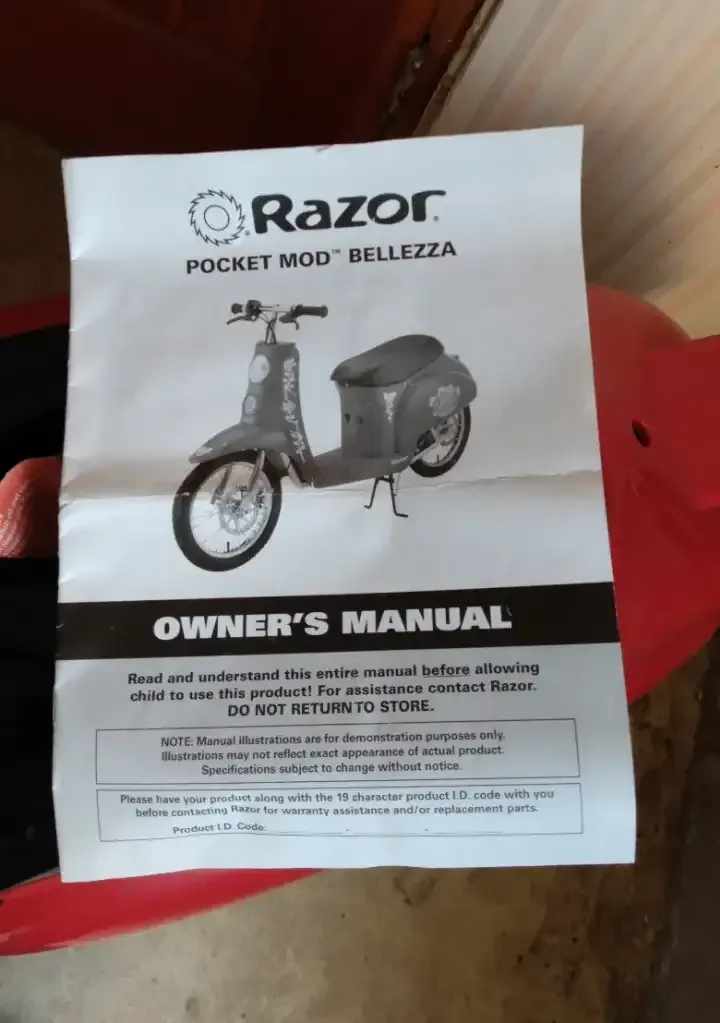 Razor®
POCKET MOD™ BELLEZZA
OWNER'S MANUAL
Read and understand this entire manual before allowing
child to use this product! For assistance contact Razor.
DO NOT RETURN TO STORE.
NOTE: Manual illustrations are for demonstration purposes only.
Illustrations may not reflect exact appearance of actual product.
Specifications subject to change without notice.
Please have your product along with the 19 character product I.D. code with you
before contacting Razor for warranty assistance and/or replacement parts.
Product I.D. Code: - -